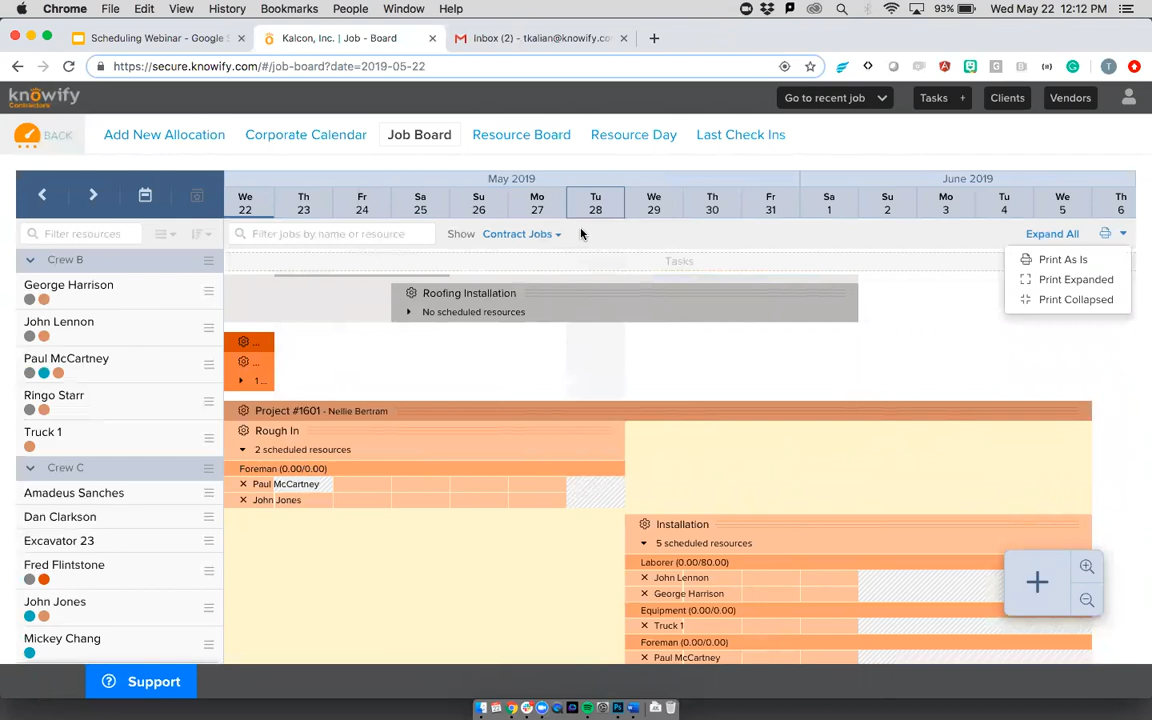 Chrome File Edit View History Bookmarks People Window Help 93% Wed May 22 12:12 PM
Scheduling Webinar - Google S Kalcon, Inc. | Job - Board Inbox (2) - tkalian@knowify.co
https://secure.knowify.com/#/job-board?date=2019-05-22
knowify Contractors Go to recent job Tasks + Clients Vendors
BACK Add New Allocation Corporate Calendar Job Board Resource Board Resource Day Last Check Ins
May 2019 June 2019
We Th Fr Sa Su Mo Tu We Th Fr Sa Su Mo Tu We Th
22 23 24 25 26 27 28 29 30 31 1 2 3 4 5 6
Filter resources Filter jobs by name or resource Show Contract Jobs Expand All
Crew B Tasks Print As Is
George Harrison Print Expanded
Roofing Installation Print Collapsed
No scheduled resources
John Lennon
...
Paul McCartney ...
1...
Ringo Starr
Project #1601 - Nellie Bertram
Truck 1 Rough In
2 scheduled resources
Crew C Foreman (0.00/0.00)
× Paul McCartney
Amadeus Sanches × John Jones
Dan Clarkson Installation
Excavator 23 5 scheduled resources
Fred Flintstone Laborer (0.00/80.00)
× John Lennon
× George Harrison
John Jones Equipment (0.00/0.00)
× Truck 1
Mickey Chang Foreman (0.00/0.00)
× Paul McCartney
+
Support